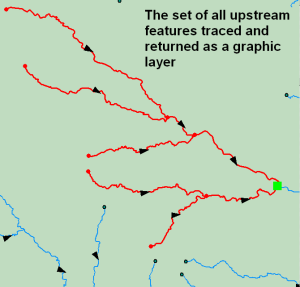 The set of all upstream
features traced and
returned as a graphic
layer